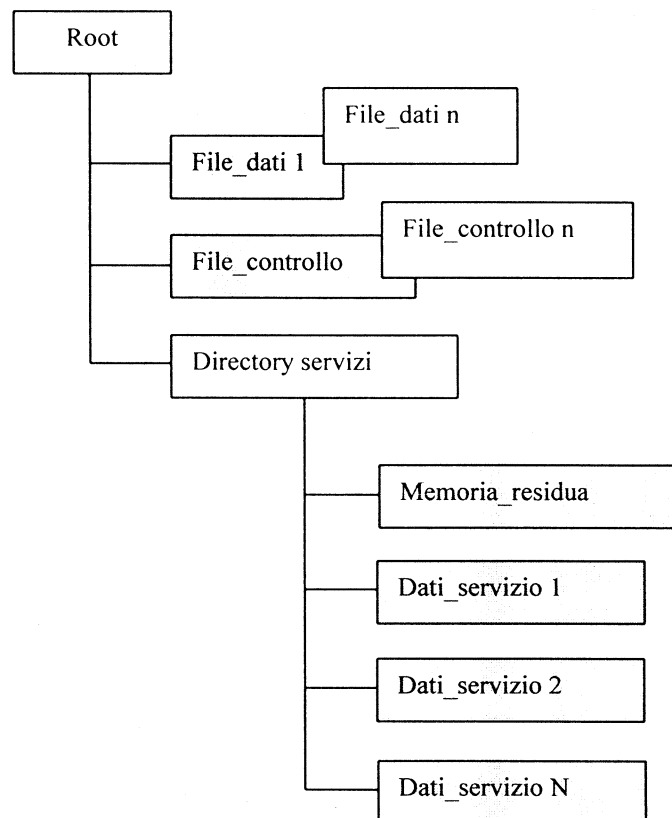 Root
File_dati n
File_dati 1
File_controllo n
File_controllo
Directory servizi
Memoria_residua
Dati_servizio 1
Dati_servizio 2
Dati_servizio N